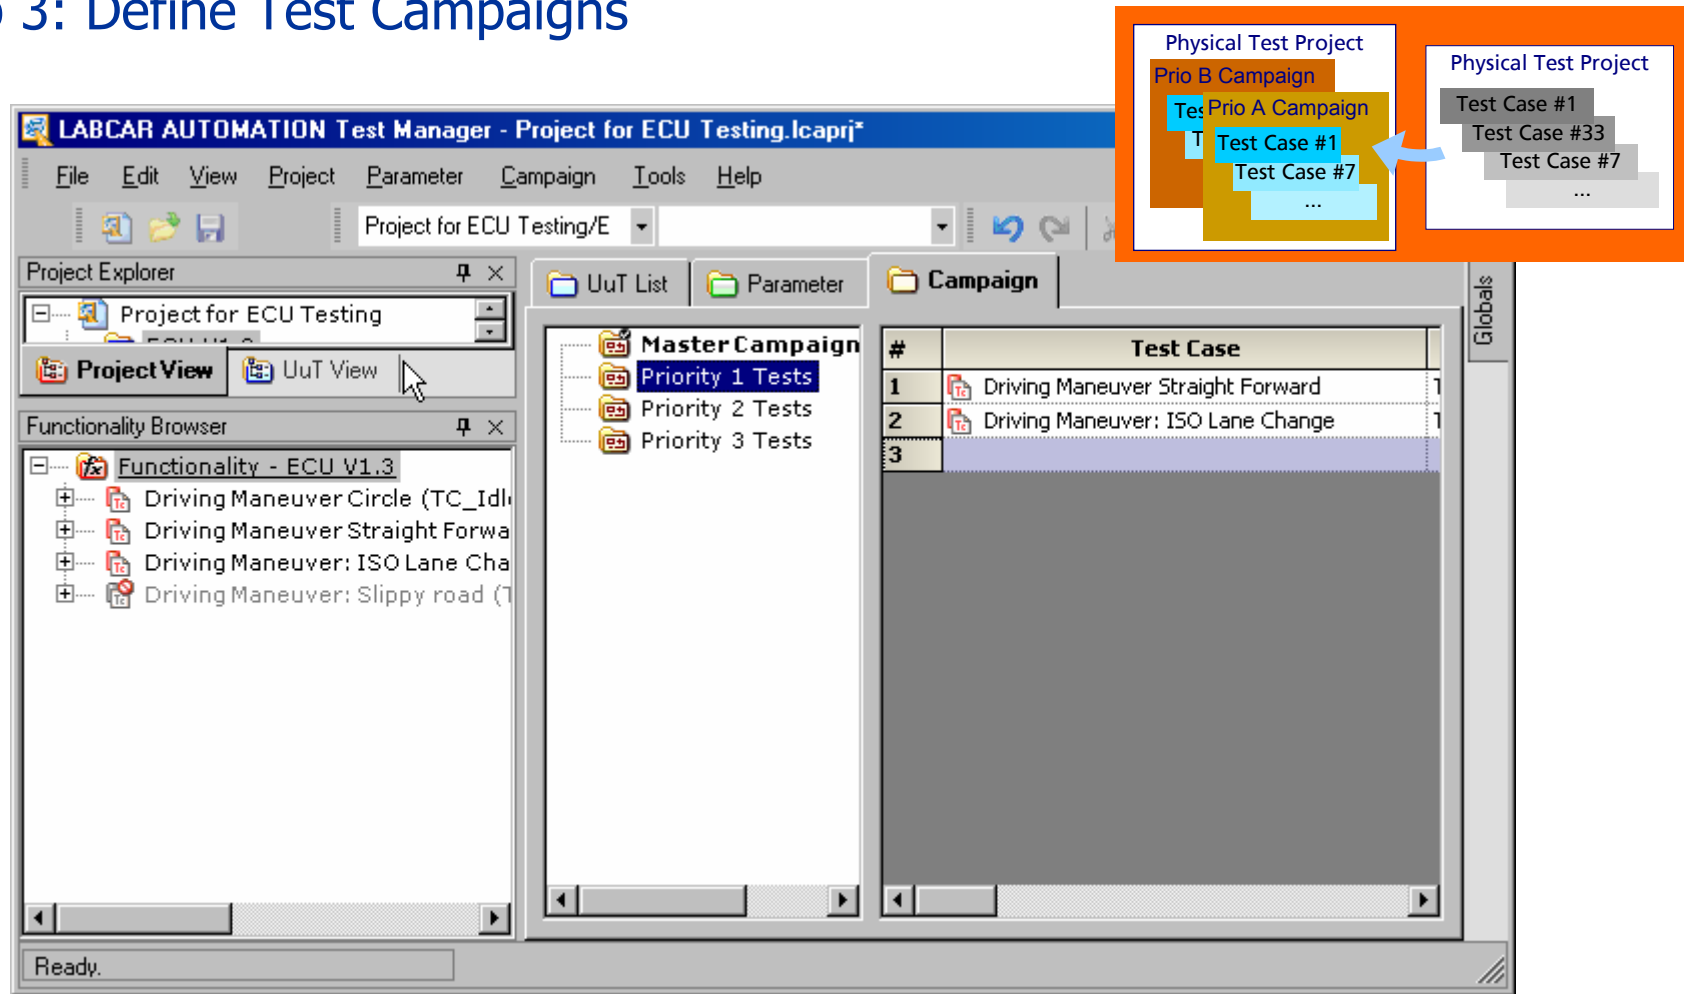 3: Define Test Campaigns
Physical Test Project
Prio B Campaign
Prio A Campaign
Test Case #1
Test Case #7
...
Physical Test Project
Test Case #1
Test Case #33
Test Case #7
...
LABCAR AUTOMATION Test Manager - Project for ECU Testing.lcaprj*
File Edit View Project Parameter Campaign Tools Help
Project for ECU Testing/E
Project Explorer
Project for ECU Testing
Project View UuT View
Functionality Browser
Functionality - ECU V1.3
Driving Maneuver Circle (TC_Idl
Driving Maneuver Straight Forwa
Driving Maneuver: ISO Lane Cha
Driving Maneuver: Slippy road (T
UuT List Parameter Campaign
Master Campaign
Priority 1 Tests
Priority 2 Tests
Priority 3 Tests
# Test Case
1 Driving Maneuver Straight Forward
2 Driving Maneuver: ISO Lane Change
3
Globals
Ready.